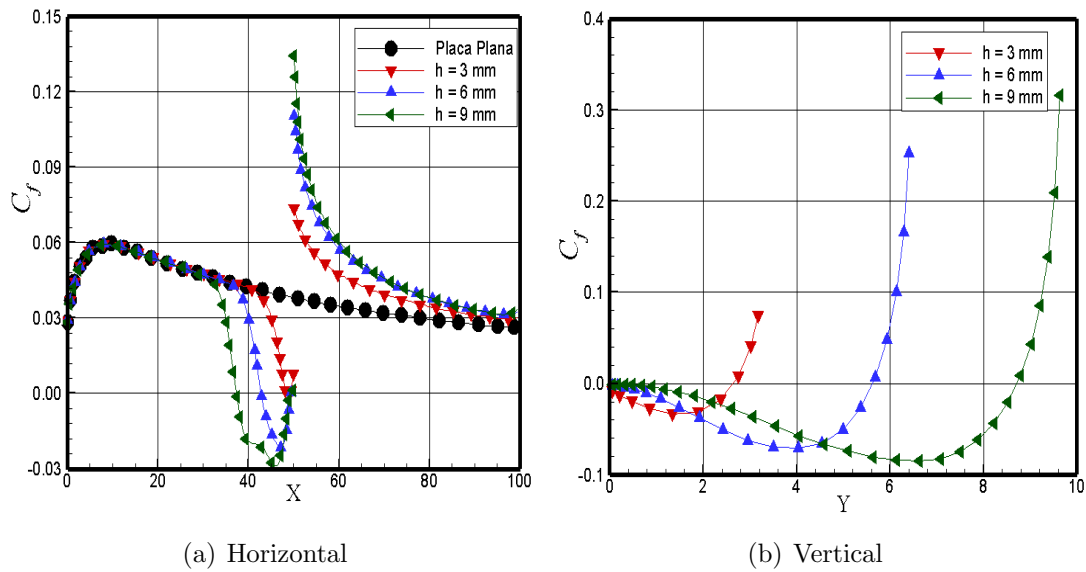 0.15
0.12
0.09
0.06
0.03
0.00
-0.03
C_f
0
20
40
60
80
100
X
Placa Plana
h = 3 mm
h = 6 mm
h = 9 mm
(a) Horizontal
0.4
0.3
0.2
0.1
0.0
-0.1
C_f
0
2
4
6
8
10
Y
h = 3 mm
h = 6 mm
h = 9 mm
(b) Vertical